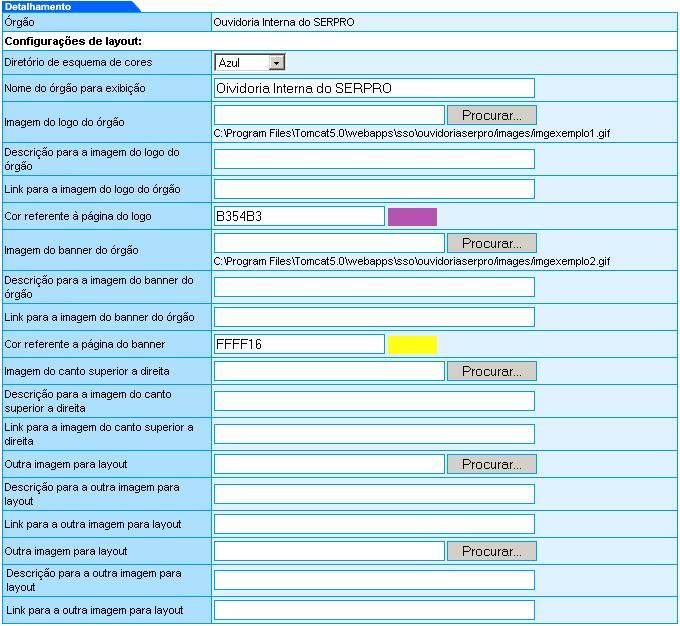 Detalhamento
Órgão Ouvidoria Interna do SERPRO
Configurações de layout:
Diretório de esquema de cores Azul
Nome do órgão para exibição Oividoria Interna do SERPRO
Imagem do logo do órgão Procurar...
C:\Program Files\Tomcat5.0\webapps\sso\ouvidoriaserpro/images/imgexemplo1.gif
Descrição para a imagem do logo do
órgão
Link para a imagem do logo do órgão
Cor referente à página do logo B354B3
Imagem do banner do órgão Procurar...
C:\Program Files\Tomcat5.0\webapps\sso\ouvidoriaserpro/images/imgexemplo2.gif
Descrição para a imagem do banner do
órgão
Link para a imagem do banner do órgão
Cor referente a página do banner FFFF16
Imagem do canto superior a direita Procurar...
Descrição para a imagem do canto
superior a direita
Link para a imagem do canto superior a
direita
Outra imagem para layout Procurar...
Descrição para a outra imagem para
layout
Link para a outra imagem para layout
Outra imagem para layout Procurar...
Descrição para a outra imagem para
layout
Link para a outra imagem para layout